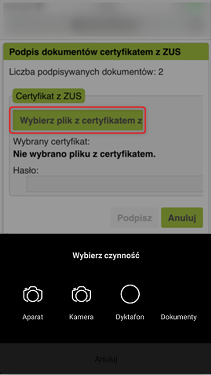 Podpis dokumentów certyfikatem z ZUS
Liczba podpisywanych dokumentów: 2
Certyfikat z ZUS
Wybierz plik z certyfikatem z
Wybrany certyfikat:
Nie wybrano pliku z certyfikatem.
Hasło:
Podpisz Anuluj
Wybierz czynność
Aparat Kamera Dyktafon Dokumenty
Anuluj